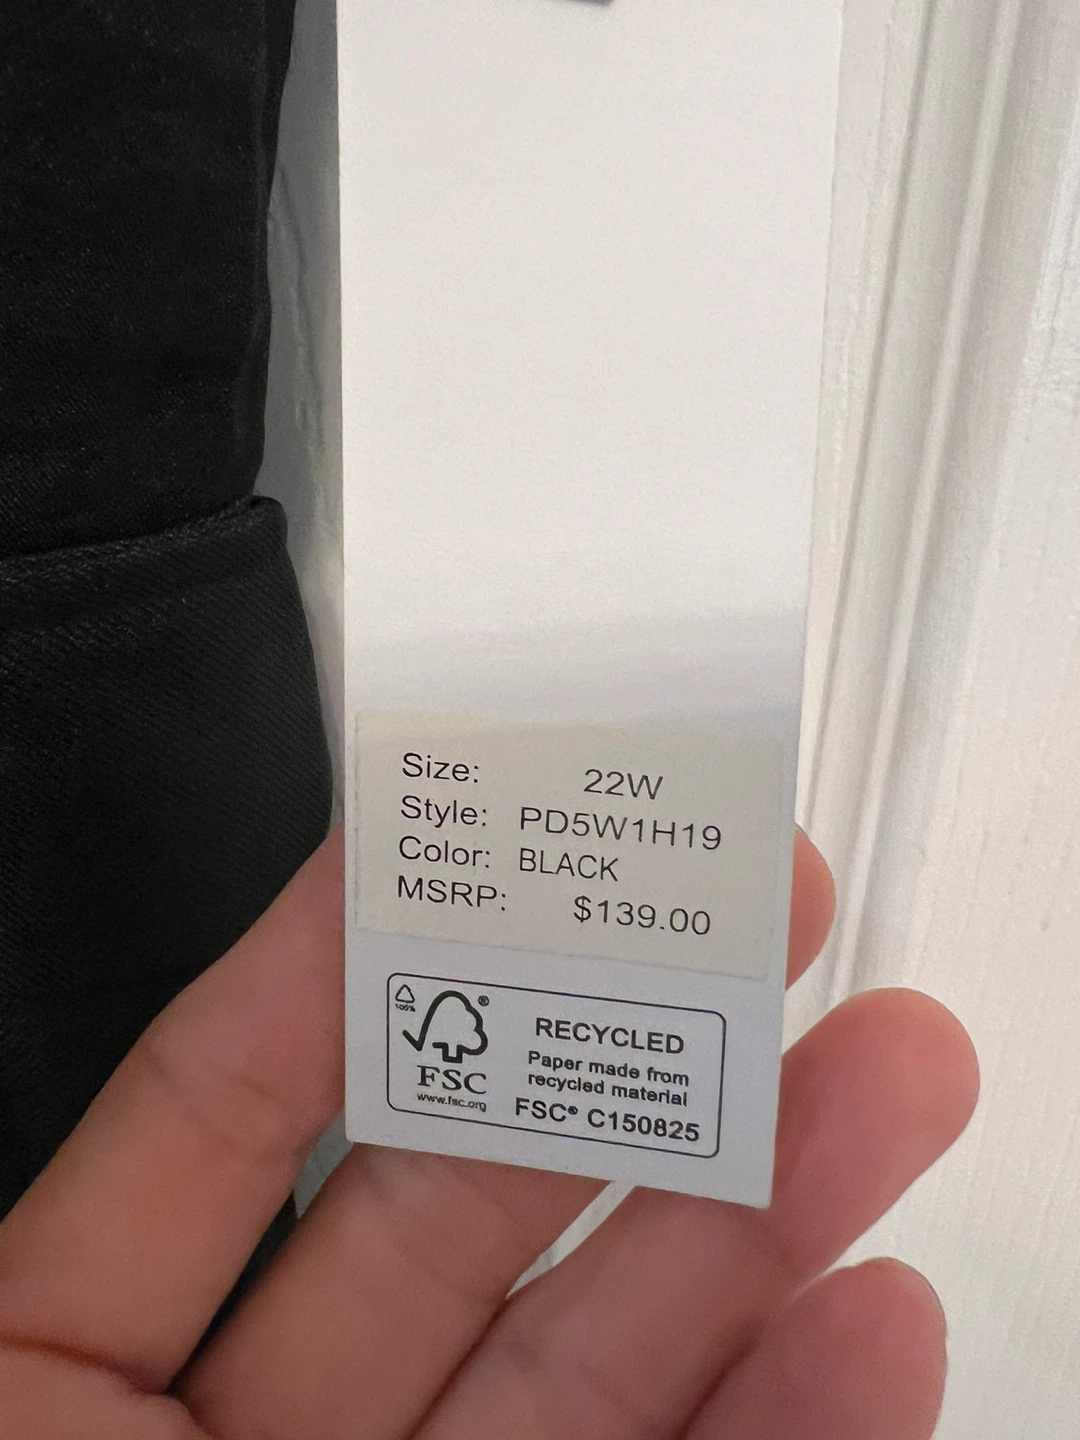 Size: 22W
Style: PD5W1H19
Color: BLACK
MSRP: $139.00
100%
®
FSC
www.fsc.org
RECYCLED
Paper made from
recycled material
FSC® C150825